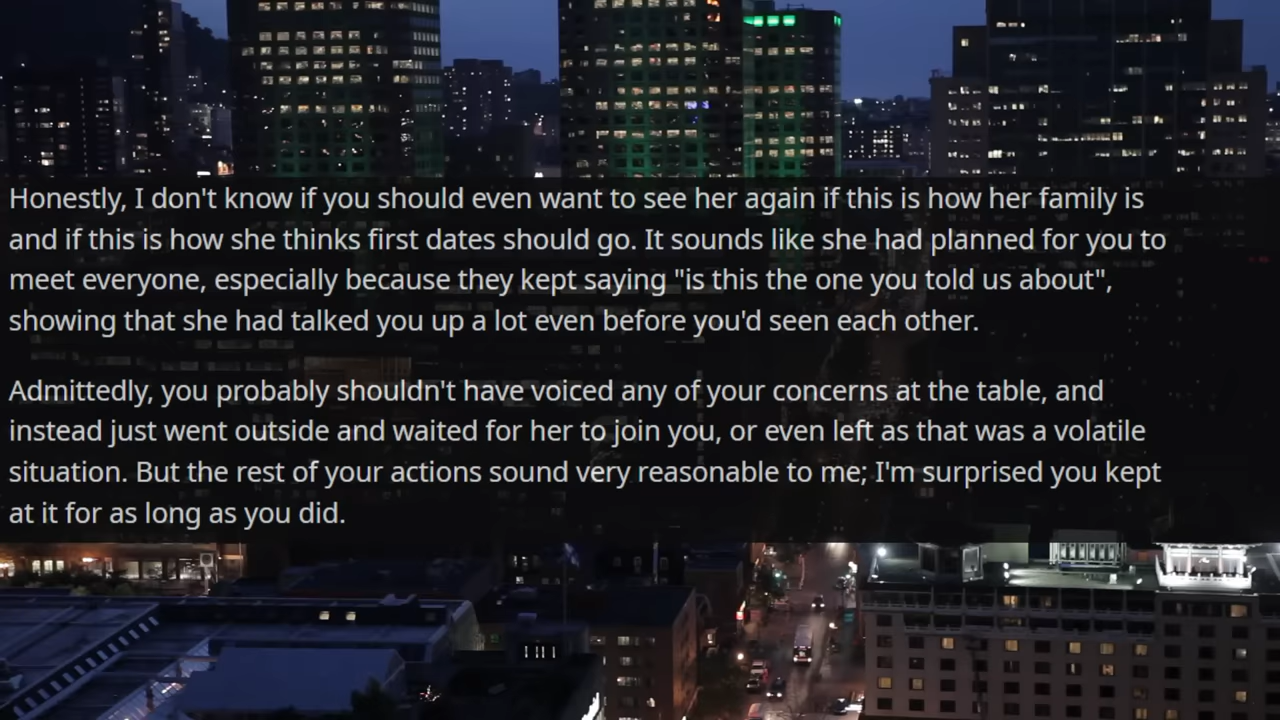 Honestly, I don't know if you should even want to see her again if this is how her family is
and if this is how she thinks first dates should go. It sounds like she had planned for you to
meet everyone, especially because they kept saying "is this the one you told us about",
showing that she had talked you up a lot even before you'd seen each other.
Admittedly, you probably shouldn't have voiced any of your concerns at the table, and
instead just went outside and waited for her to join you, or even left as that was a volatile
situation. But the rest of your actions sound very reasonable to me; I'm surprised you kept
at it for as long as you did.